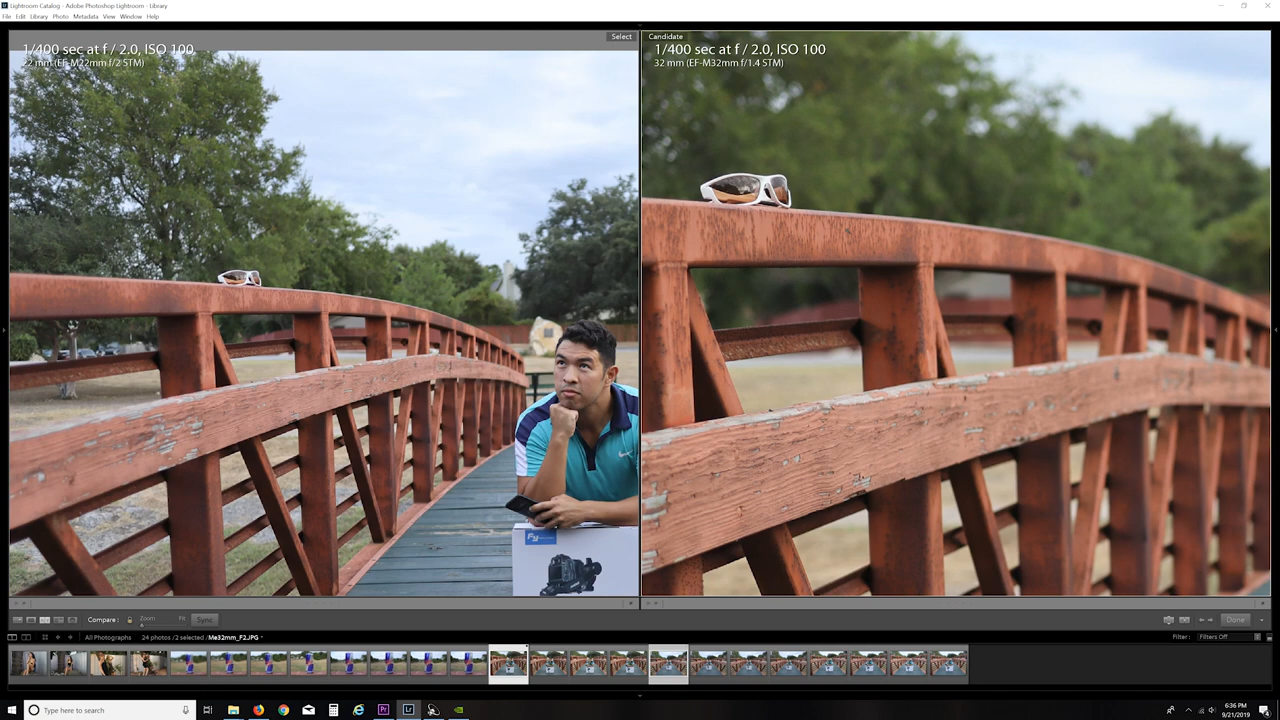 Lightroom Catalog - Adobe Photoshop Lightroom - Library
File Edit Library Photo Metadata View Window Help
Select
1/400 sec at f / 2.0, ISO 100
22 mm (EF-M22mm f/2 STM)
Candidate
1/400 sec at f / 2.0, ISO 100
32 mm (EF-M32mm f/1.4 STM)
Fy
Compare : Zoom Fit Sync
Done
All Photographs 24 photos /2 selected /Me32mm_F2.JPG
Filter : Filters Off
Type here to search
6:36 PM
9/21/2019